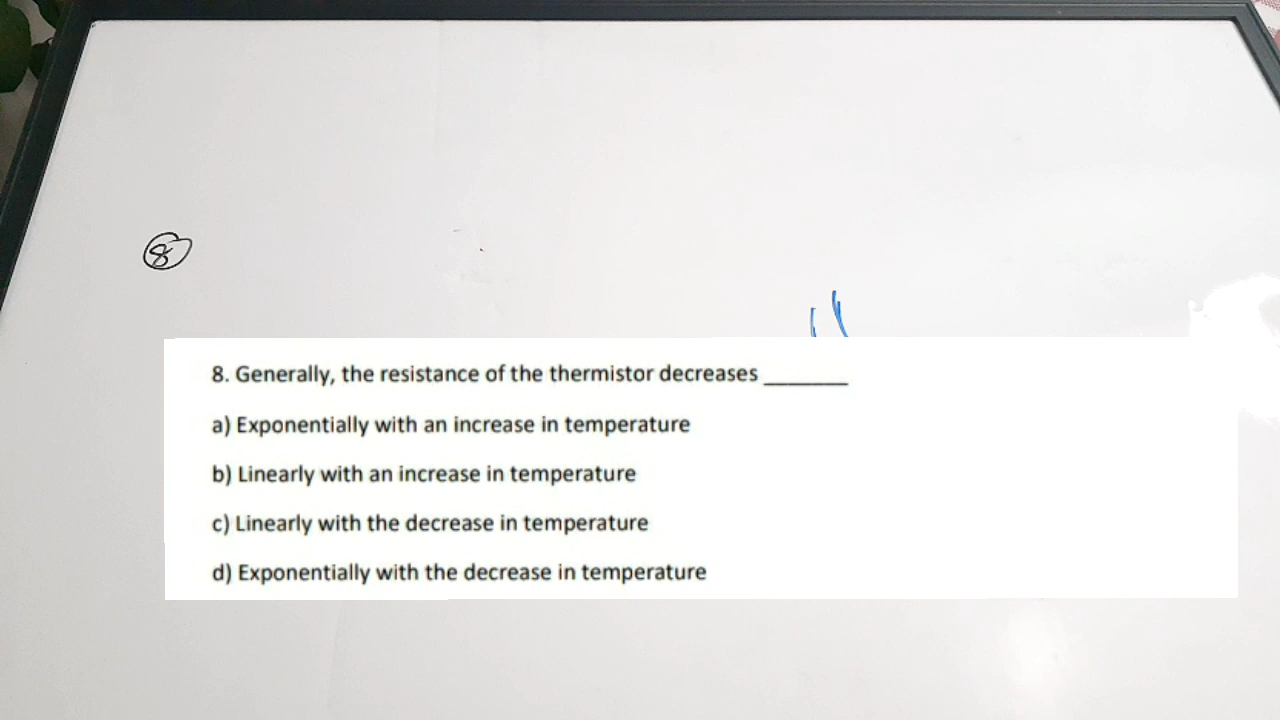 8
8. Generally, the resistance of the thermistor decreases _______
a) Exponentially with an increase in temperature
b) Linearly with an increase in temperature
c) Linearly with the decrease in temperature
d) Exponentially with the decrease in temperature